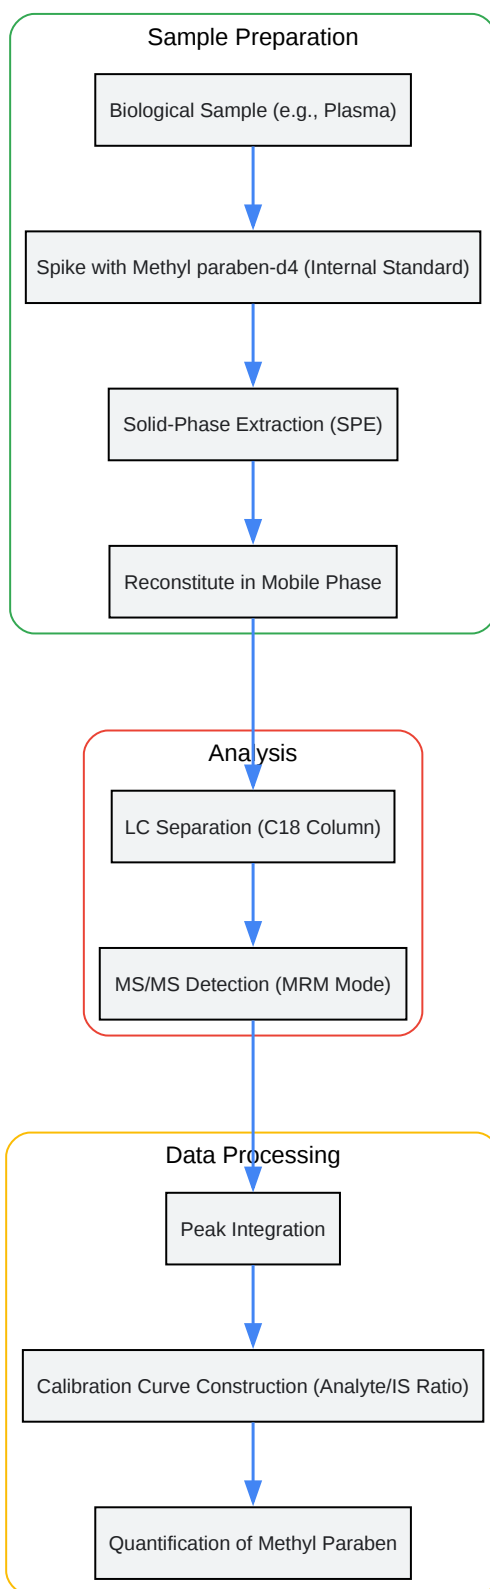 Sample Preparation
Biological Sample (e.g., Plasma)
Spike with Methyl paraben-d4 (Internal Standard)
Solid-Phase Extraction (SPE)
Reconstitute in Mobile Phase
Analysis
LC Separation (C18 Column)
MS/MS Detection (MRM Mode)
Data Processing
Peak Integration
Calibration Curve Construction (Analyte/IS Ratio)
Quantification of Methyl Paraben